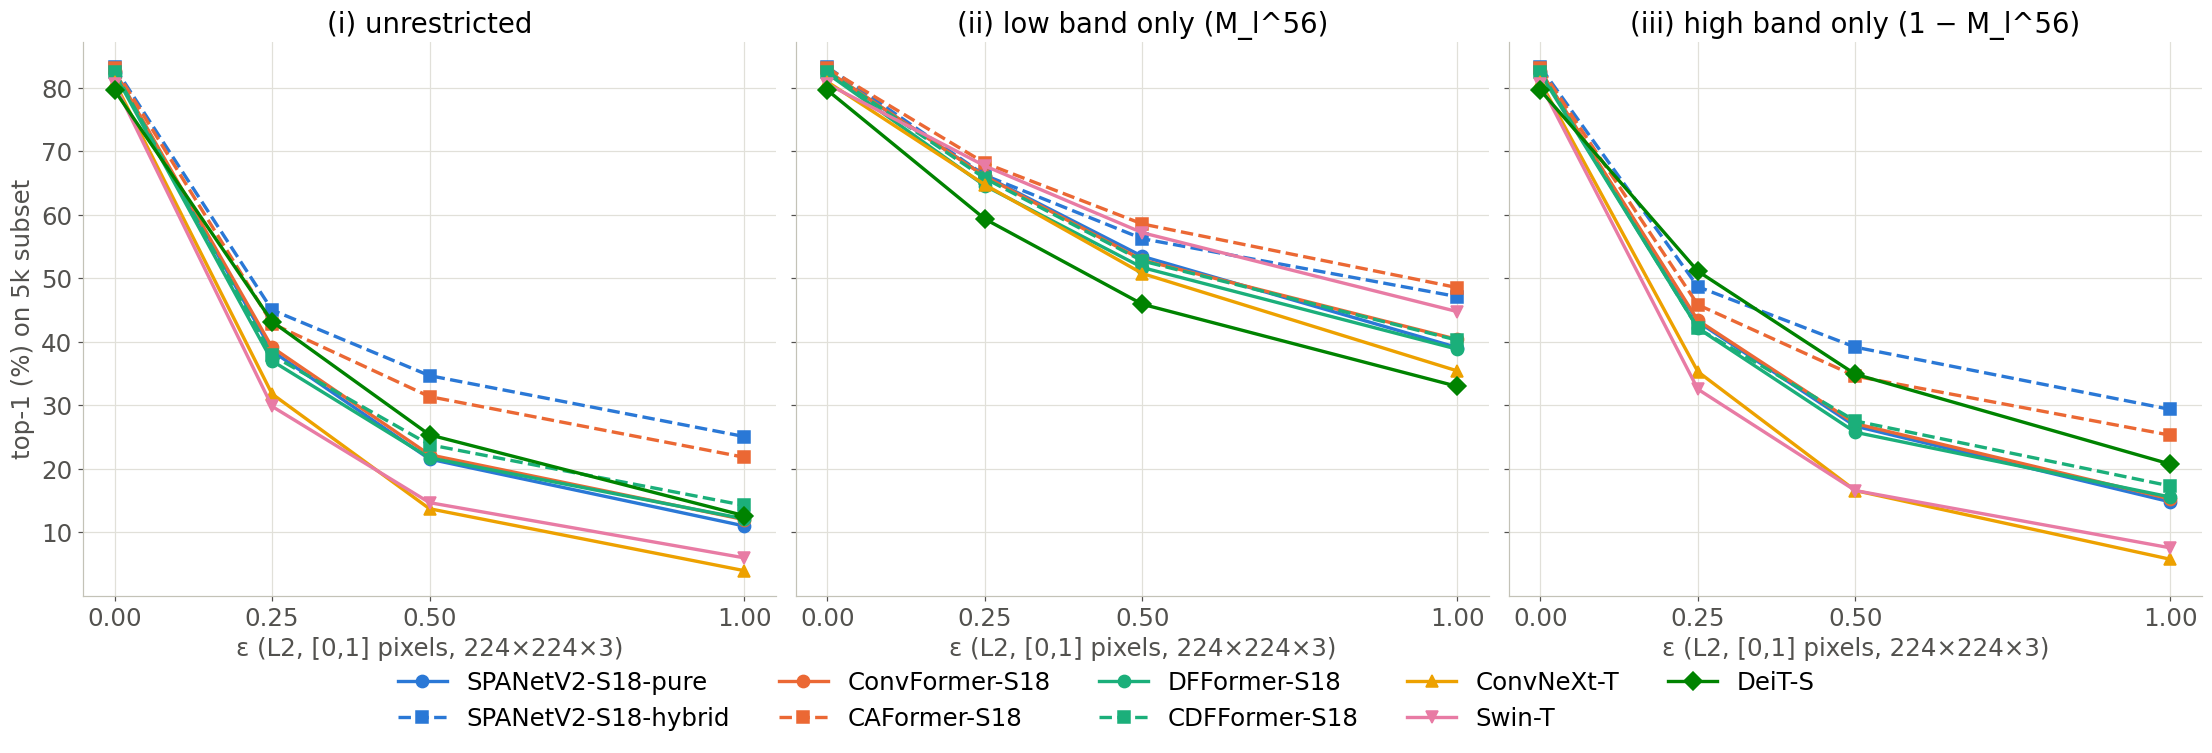 (i) unrestricted
(ii) low band only (M_l^56)
(iii) high band only (1 − M_l^56)
top-1 (%) on 5k subset
80
70
60
50
40
30
20
10
0.00 0.25 0.50 1.00
0.00 0.25 0.50 1.00
0.00 0.25 0.50 1.00
ε (L2, [0,1] pixels, 224×224×3)
ε (L2, [0,1] pixels, 224×224×3)
ε (L2, [0,1] pixels, 224×224×3)
SPANetV2-S18-pure ConvFormer-S18 DFFormer-S18 ConvNeXt-T DeiT-S
SPANetV2-S18-hybrid CAFormer-S18 CDFFormer-S18 Swin-T